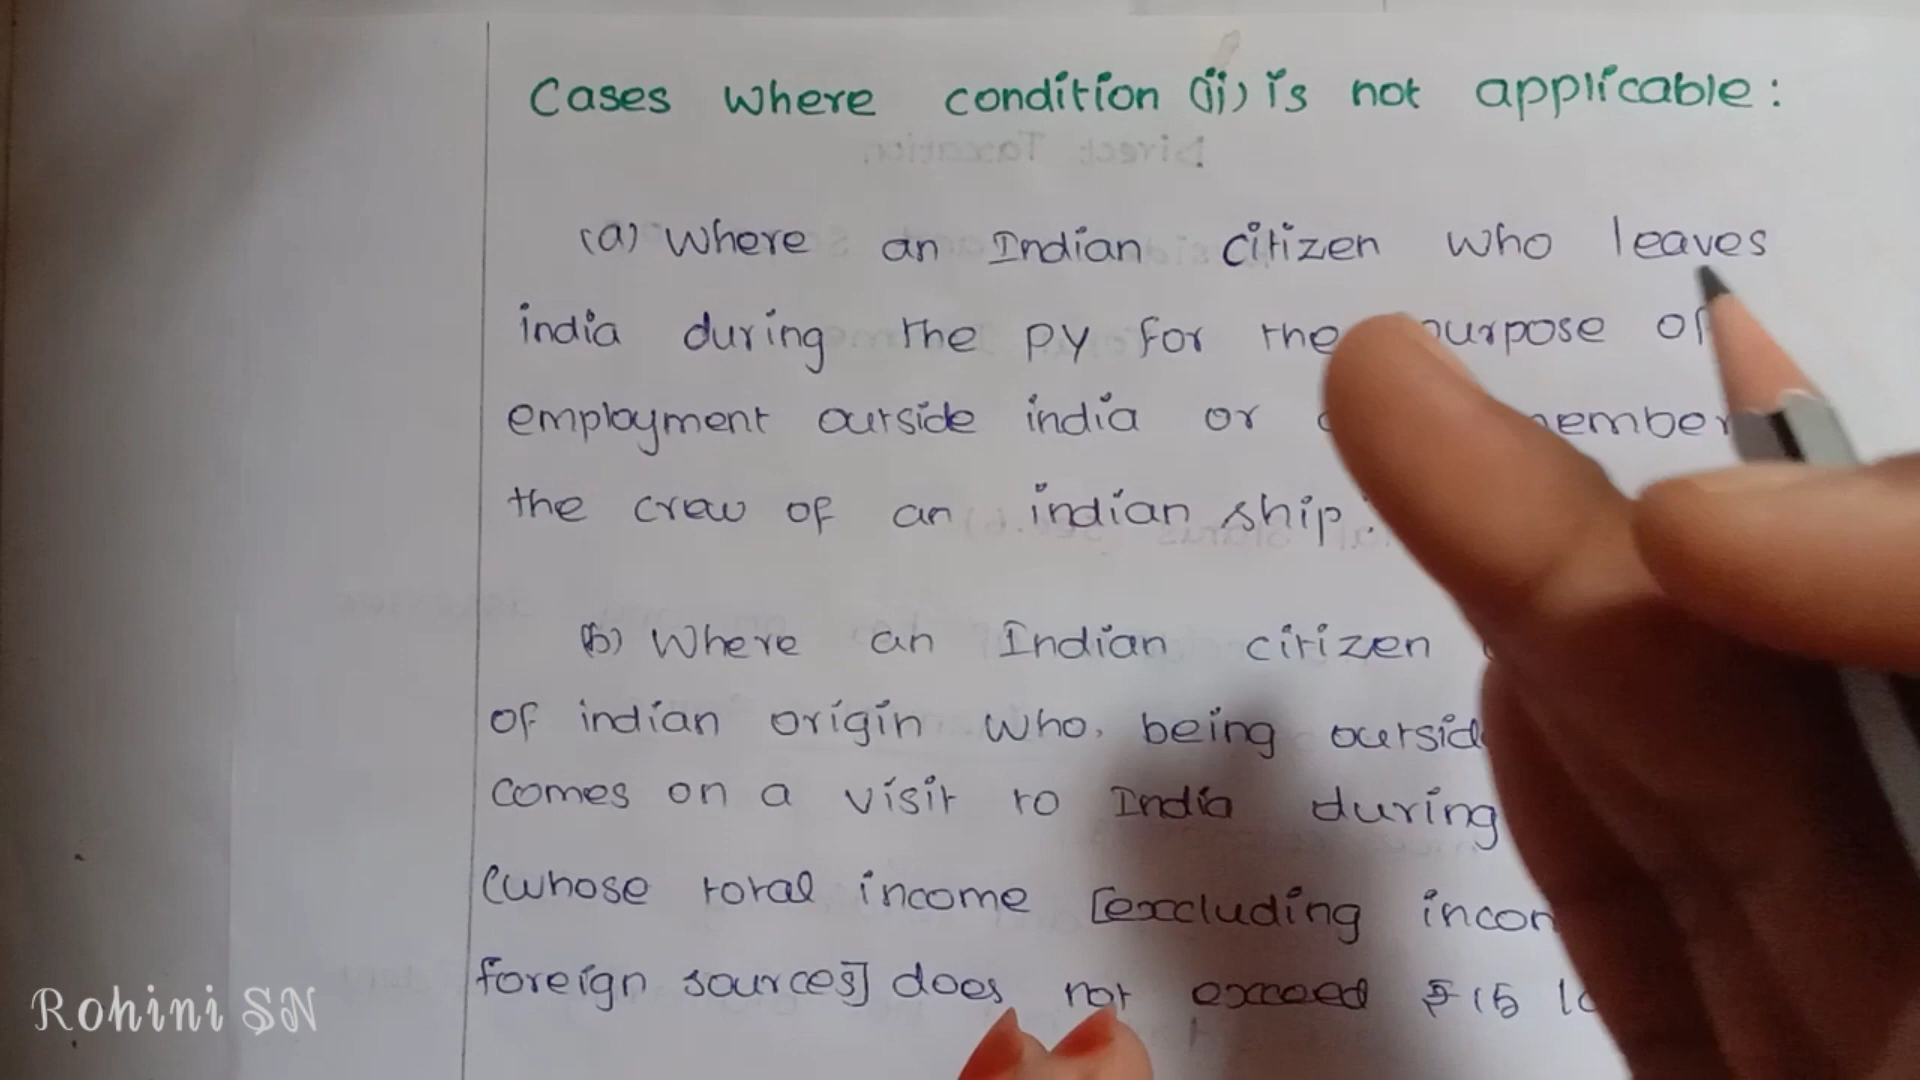 Cases where condition (ii) is not applicable:
(a) Where an Indian citizen who leaves
india during the PY for the purpose of
employment outside india or member
the crew of an indian ship.
(b) Where an Indian citizen
of indian origin who, being outside
comes on a visit to India during
(whose total income [excluding
foreign sources] does not exceed ₹15
Rohini SN